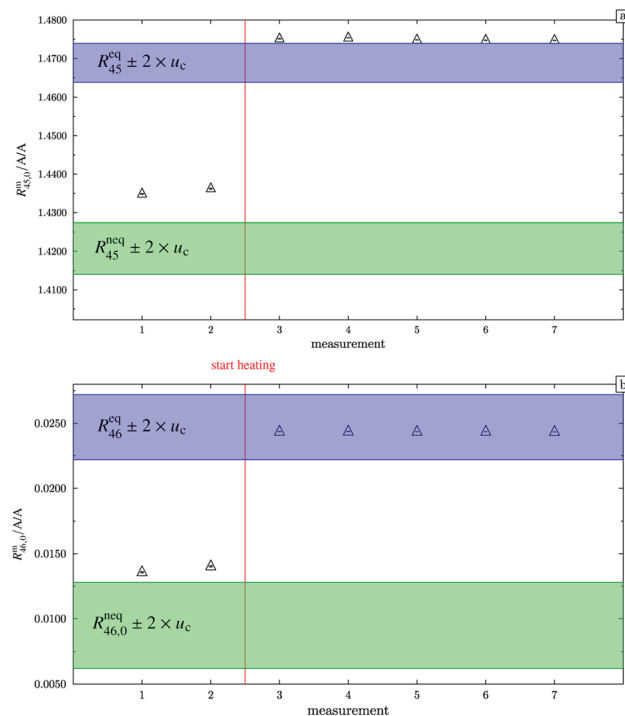 a
1.4800
1.4700
1.4600
1.4500
1.4400
1.4300
1.4200
1.4100
R^m_45,0/A/A
R^eq_45 ± 2 × u_c
R^neq_45 ± 2 × u_c
1 2 3 4 5 6 7
measurement
start heating
b
0.0250
0.0200
0.0150
0.0100
0.0050
R^m_46,0/A/A
R^eq_46 ± 2 × u_c
R^neq_46,0 ± 2 × u_c
1 2 3 4 5 6 7
measurement